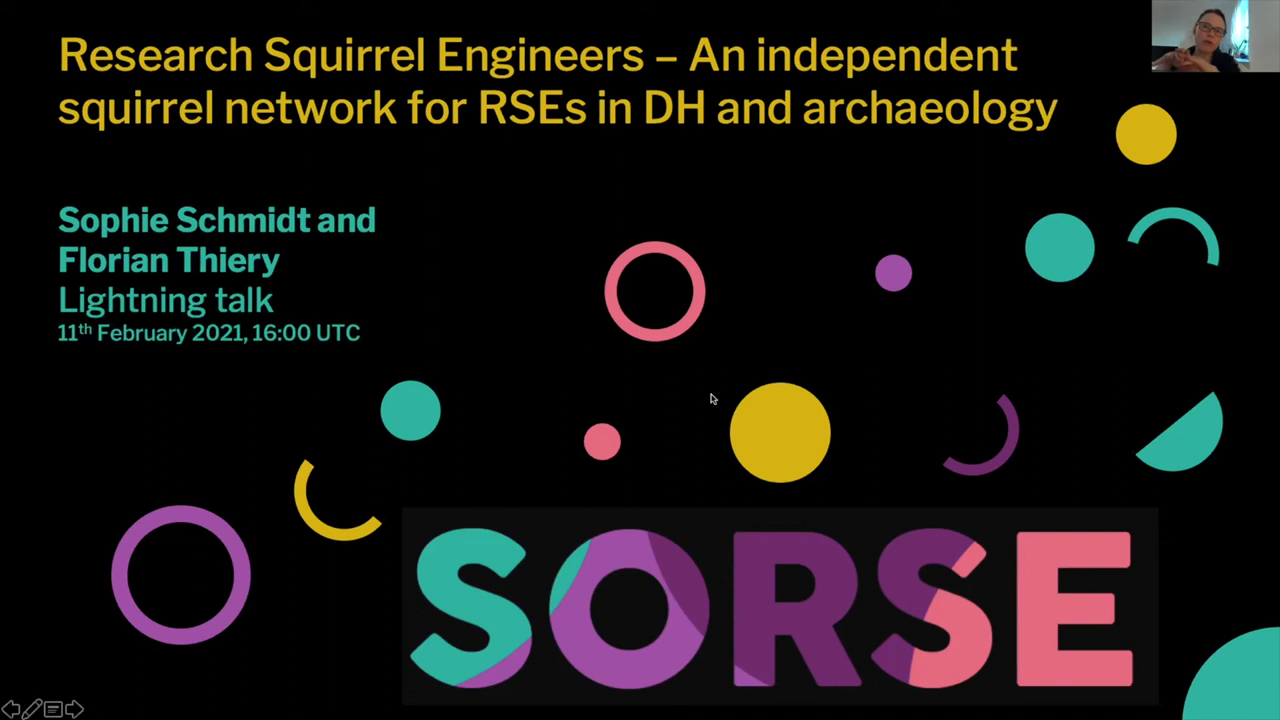 Research Squirrel Engineers – An independent
squirrel network for RSEs in DH and archaeology
Sophie Schmidt and
Florian Thiery
Lightning talk
11th February 2021, 16:00 UTC
SORSE